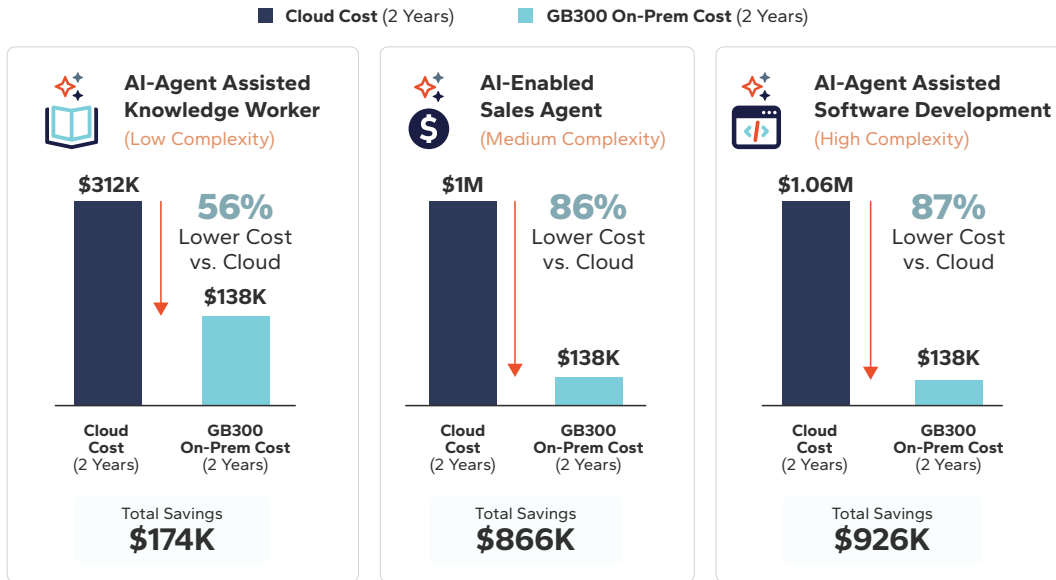 Cloud Cost (2 Years)
GB300 On-Prem Cost (2 Years)
AI-Agent Assisted
Knowledge Worker
(Low Complexity)
$312K
56%
Lower Cost
vs. Cloud
$138K
Cloud
Cost
(2 Years)
GB300
On-Prem Cost
(2 Years)
Total Savings
$174K
AI-Enabled
Sales Agent
(Medium Complexity)
$
$1M
86%
Lower Cost
vs. Cloud
$138K
Cloud
Cost
(2 Years)
GB300
On-Prem Cost
(2 Years)
Total Savings
$866K
AI-Agent Assisted
Software Development
(High Complexity)
</>
$1.06M
87%
Lower Cost
vs. Cloud
$138K
Cloud
Cost
(2 Years)
GB300
On-Prem Cost
(2 Years)
Total Savings
$926K